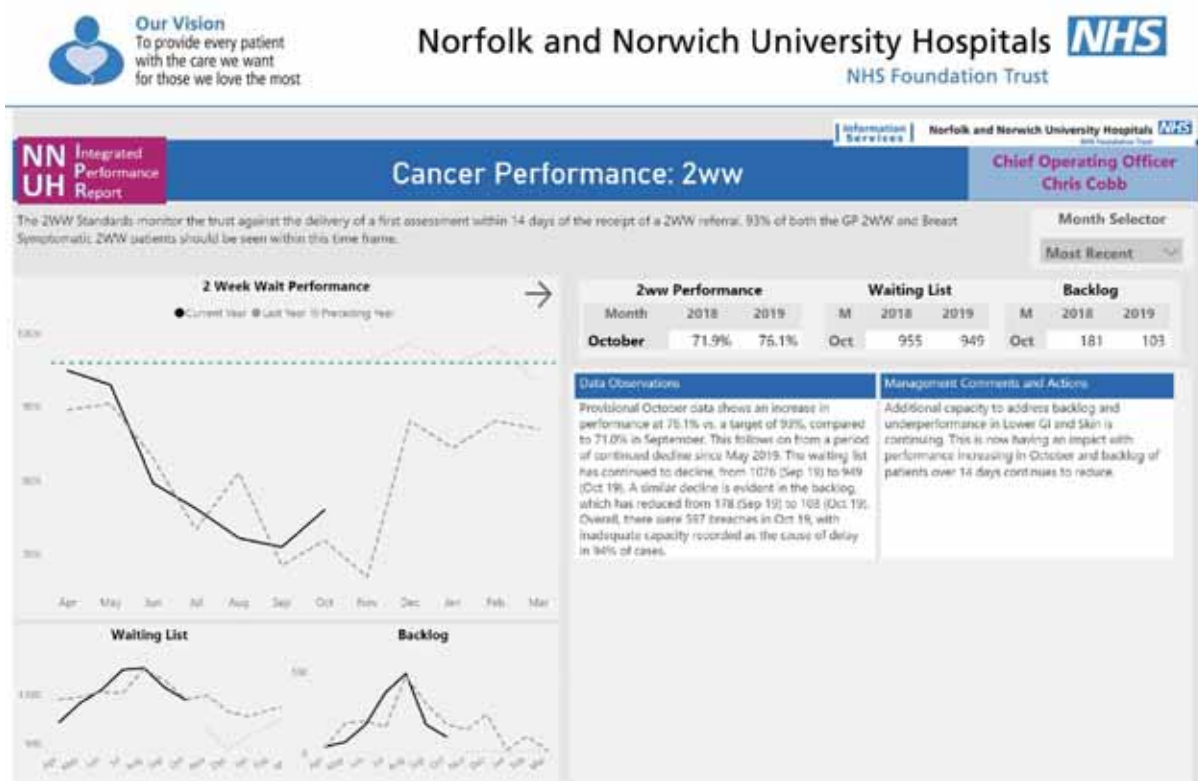 Our Vision
To provide every patient
with the care we want
for those we love the most
Norfolk and Norwich University Hospitals NHS
NHS Foundation Trust
Information
Services
Norfolk and Norwich University Hospitals NHS
NHS Foundation Trust
NN Integrated
Performance
UH Report
Cancer Performance: 2ww
Chief Operating Officer
Chris Cobb
The 2WW Standards monitor the trust against the delivery of a first assessment within 14 days of the receipt of a 2WW referral. 93% of both the GP 2WW and Breast
Symptomatic 2WW patients should be seen within this time frame.
Month Selector
Most Recent
2 Week Wait Performance
Current Year Last Year Preceding Year
100%
90%
80%
70%
Apr May Jun Jul Aug Sep Oct Nov Dec Jan Feb Mar
2ww Performance
Month 2018 2019
October 71.9% 76.1%
Waiting List
M 2018 2019
Oct 955 949
Backlog
M 2018 2019
Oct 181 103
Data Observations
Provisional October data shows an increase in
performance at 76.1% vs. a target of 93%, compared
to 71.0% in September. This follows on from a period
of continued decline since May 2019. The waiting list
has continued to decline, from 1076 (Sep 19) to 949
(Oct 19). A similar decline is evident in the backlog,
which has reduced from 178 (Sep 19) to 103 (Oct 19).
Overall, there were 597 breaches in Oct 19, with
inadequate capacity recorded as the cause of delay
in 94% of cases.
Management Comments and Actions
Additional capacity to address backlog and
underperformance in Lower GI and Skin is
continuing. This is now having an impact with
performance increasing in October and backlog of
patients over 14 days continues to reduce.
Waiting List
1,000
500
Backlog
500
0